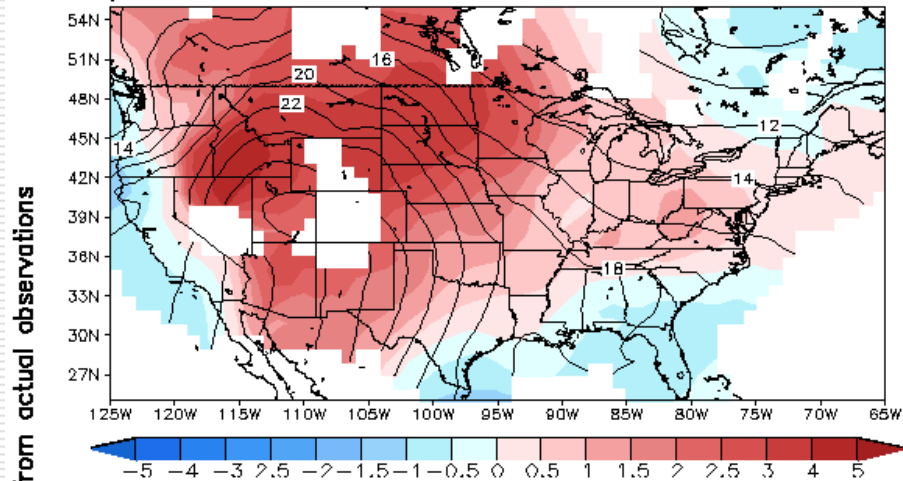 from actual observations
54N
51N
48N
45N
42N
39N
36N
33N
30N
27N
16
20
22
12
14
14
18
125W 120W 115W 110W 105W 100W 95W 90W 85W 80W 75W 70W 65W
-5 -4 -3 2.5 -2 -1.5 -1 -0.5 0 0.5 1 1.5 2 2.5 3 4 5